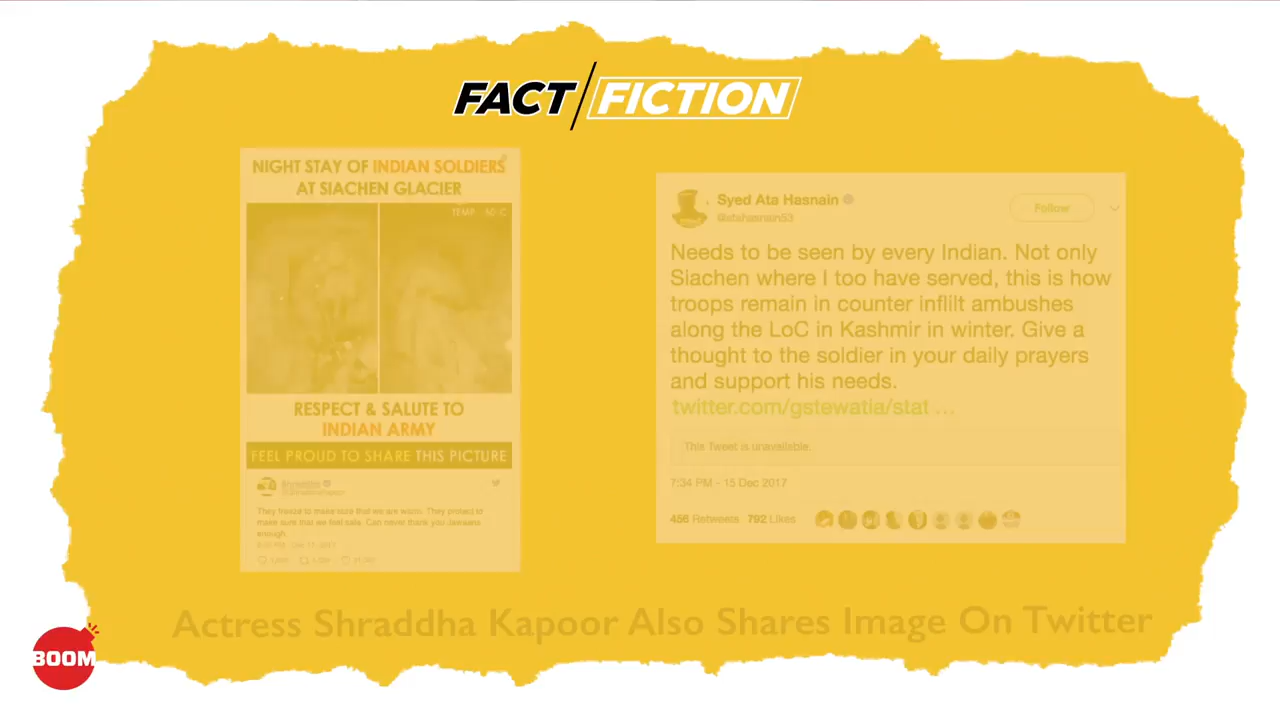 FACT/FICTION
NIGHT STAY OF INDIAN SOLDIERS
AT SIACHEN GLACIER
RESPECT & SALUTE TO
INDIAN ARMY
FEEL PROUD TO SHARE THIS PICTURE
They freeze to make sure that we are warm. They protect to
make sure that we feel safe. Can never thank you Jawaans
enough.
Syed Ata Hasnain
@atahasnain53
Follow
Needs to be seen by every Indian. Not only
Siachen where I too have served, this is how
troops remain in counter infllt ambushes
along the LoC in Kashmir in winter. Give a
thought to the soldier in your daily prayers
and support his needs.
twitter.com/gstewatia/stat ...
This Tweet is unavailable.
7:34 PM - 15 Dec 2017
456 Retweets 792 Likes
Actress Shraddha Kapoor Also Shares Image On Twitter
BOOM